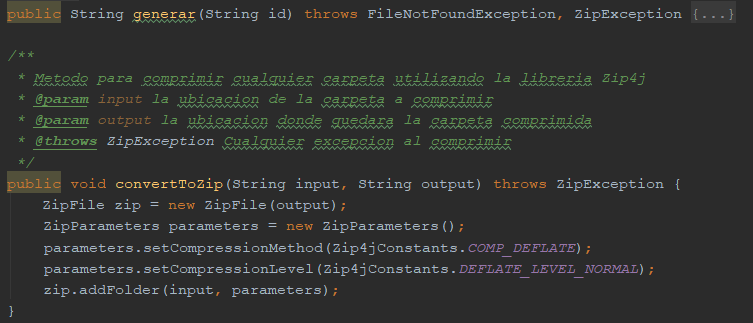 public String generar(String id) throws FileNotFoundException, ZipException {...}
/**
 * Metodo para comprimir cualquier carpeta utilizando la libreria Zip4j
 * @param input la ubicacion de la carpeta a comprimir
 * @param output la ubicacion donde quedara la carpeta comprimida
 * @throws ZipException Cualquier excepcion al comprimir
 */
public void convertToZip(String input, String output) throws ZipException {
    ZipFile zip = new ZipFile(output);
    ZipParameters parameters = new ZipParameters();
    parameters.setCompressionMethod(Zip4jConstants.COMP_DEFLATE);
    parameters.setCompressionLevel(Zip4jConstants.DEFLATE_LEVEL_NORMAL);
    zip.addFolder(input, parameters);
}